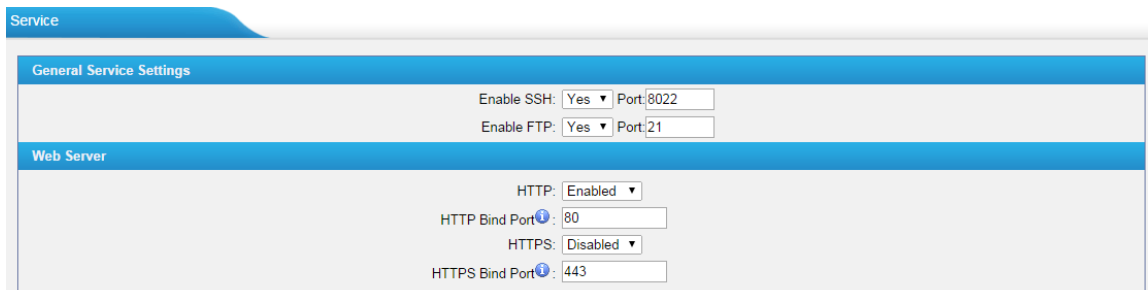 Service
General Service Settings
Enable SSH: Yes Port: 8022
Enable FTP: Yes Port: 21
Web Server
HTTP: Enabled
HTTP Bind Port : 80
HTTPS: Disabled
HTTPS Bind Port : 443